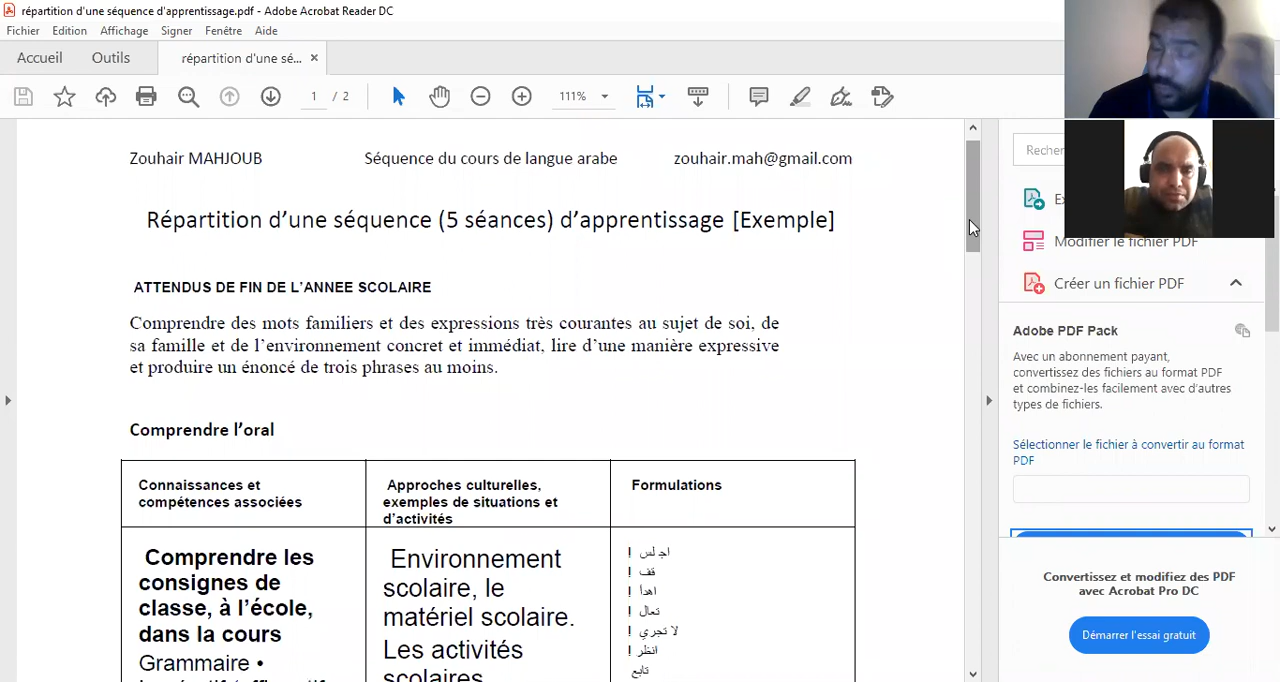 répartition d'une séquence d'apprentissage.pdf - Adobe Acrobat Reader DC
Fichier Edition Affichage Signer Fenêtre Aide
Accueil Outils répartition d'une sé... ×
1 / 2 111%
Zouhair MAHJOUB Séquence du cours de langue arabe zouhair.mah@gmail.com
Répartition d’une séquence (5 séances) d’apprentissage [Exemple]
ATTENDUS DE FIN DE L’ANNEE SCOLAIRE
Comprendre des mots familiers et des expressions très courantes au sujet de soi, de
sa famille et de l’environnement concret et immédiat, lire d’une manière expressive
et produire un énoncé de trois phrases au moins.
Comprendre l’oral
Connaissances et
compétences associées
Approches culturelles,
exemples de situations et
d’activités
Formulations
Comprendre les
consignes de
classe, à l’école,
dans la cours
Grammaire •
Environnement
scolaire, le
matériel scolaire.
Les activités
scolaires
اجلس !
قف !
اهدأ !
تعال !
لا تجري !
انظر !
تابع
Recher
Modifier le fichier PDF
Créer un fichier PDF
Adobe PDF Pack
Avec un abonnement payant,
convertissez des fichiers au format PDF
et combinez-les facilement avec d'autres
types de fichiers.
Sélectionner le fichier à convertir au format
PDF
Convertissez et modifiez des PDF
avec Acrobat Pro DC
Démarrer l'essai gratuit